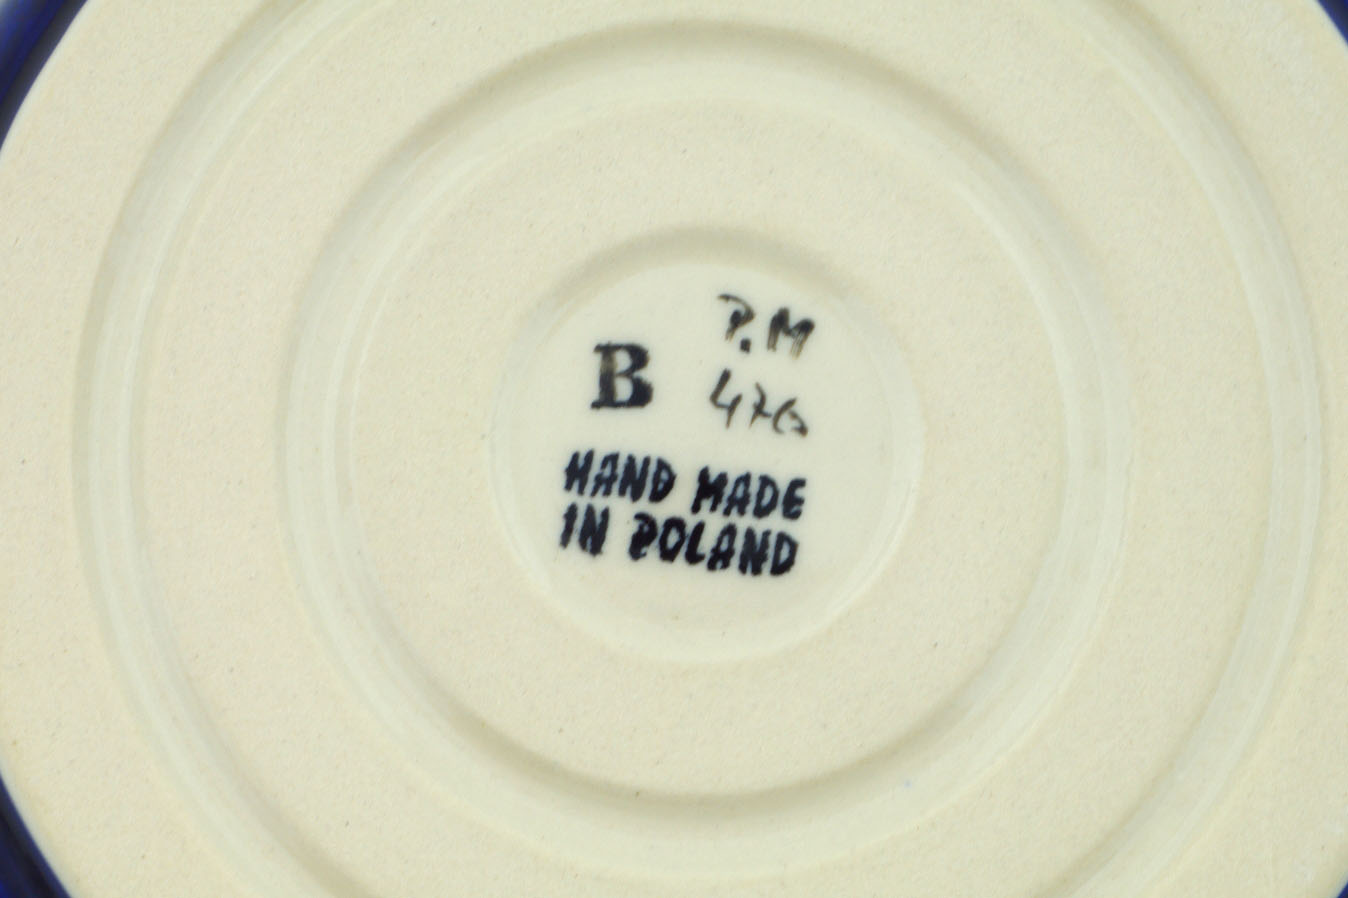 P.M
B 476
HAND MADE
IN POLAND